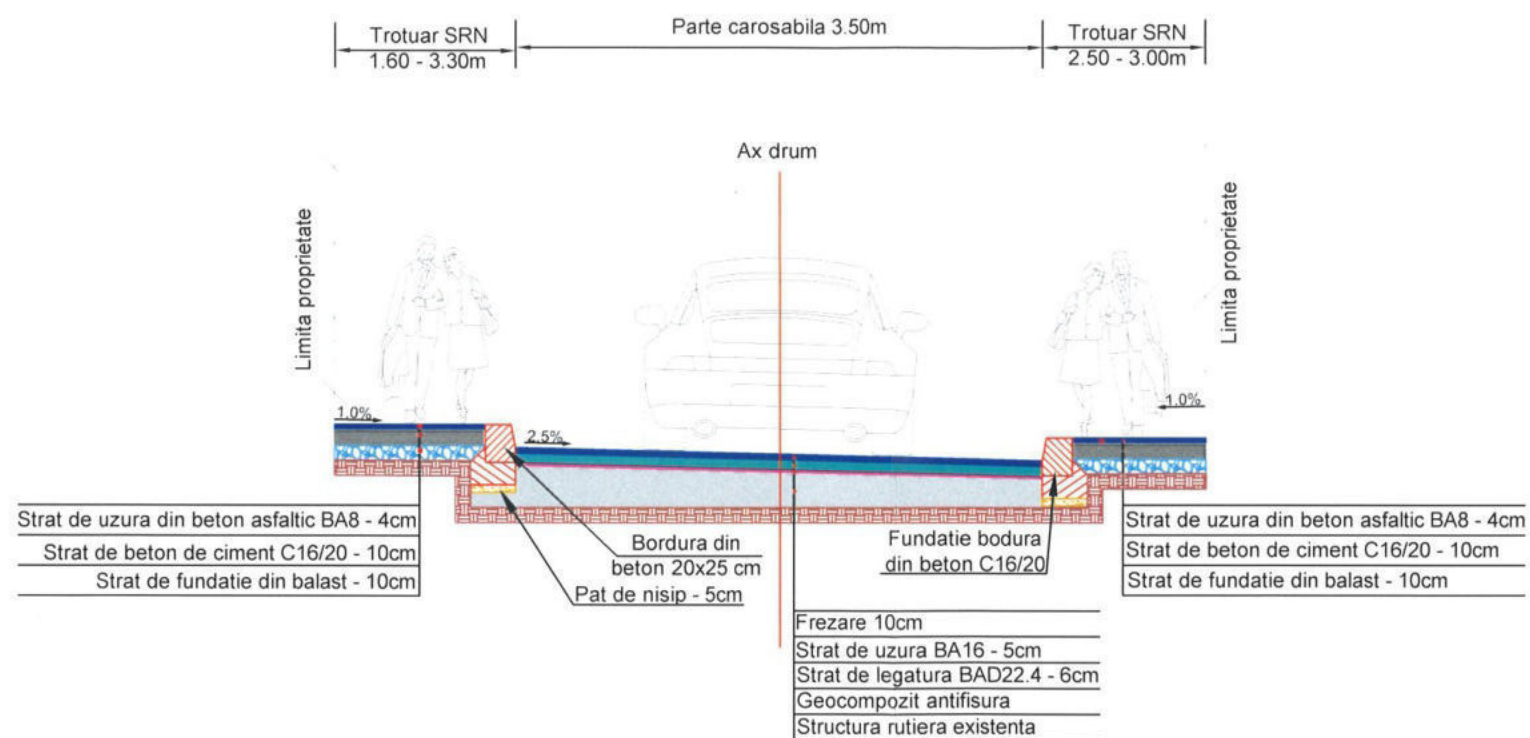 Trotuar SRN
1.60 - 3.30m
Parte carosabila 3.50m
Trotuar SRN
2.50 - 3.00m
Ax drum
Limita proprietate
Limita proprietate
1.0%
2.5%
1.0%
Strat de uzura din beton asfaltic BA8 - 4cm
Strat de beton de ciment C16/20 - 10cm
Strat de fundatie din balast - 10cm
Bordura din
beton 20x25 cm
Pat de nisip - 5cm
Fundatie bodura
din beton C16/20
Strat de uzura din beton asfaltic BA8 - 4cm
Strat de beton de ciment C16/20 - 10cm
Strat de fundatie din balast - 10cm
Frezare 10cm
Strat de uzura BA16 - 5cm
Strat de legatura BAD22.4 - 6cm
Geocompozit antifisura
Structura rutiera existenta